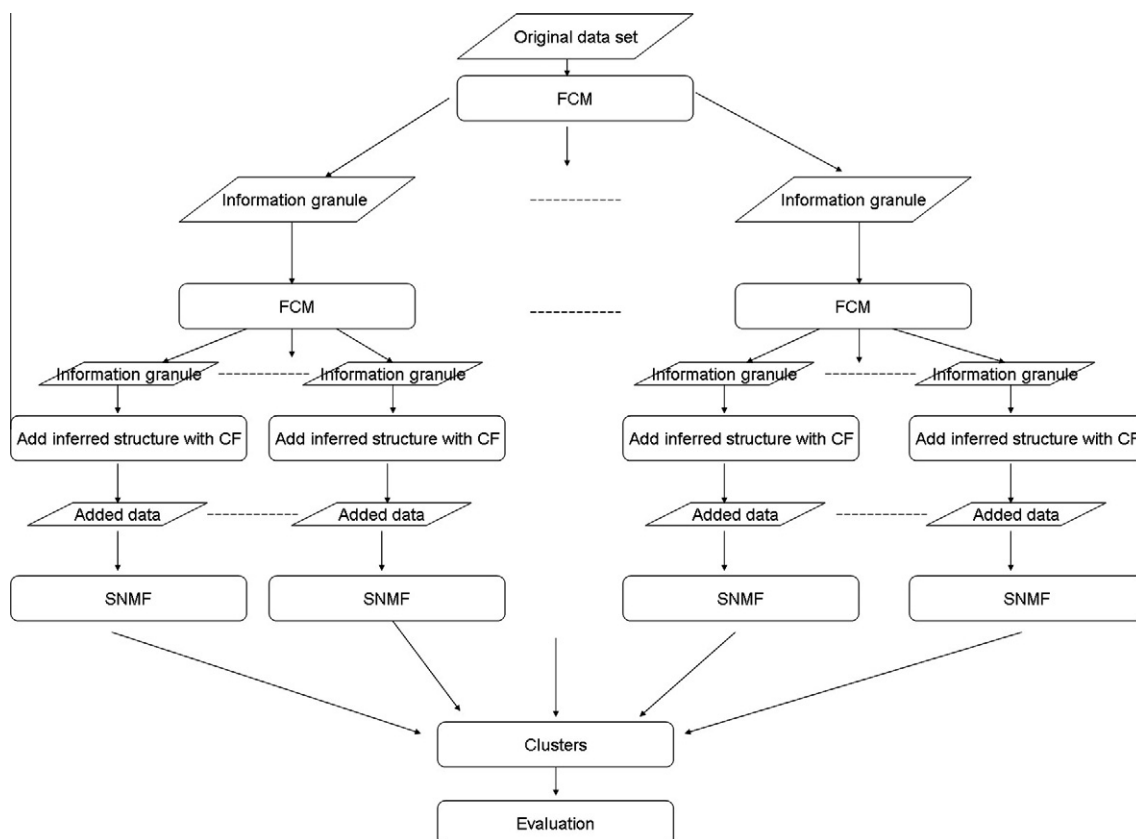 Original data set
FCM
Information granule
Information granule
FCM
FCM
Information granule
Information granule
Information granule
Information granule
Add inferred structure with CF
Add inferred structure with CF
Add inferred structure with CF
Add inferred structure with CF
Added data
Added data
Added data
Added data
SNMF
SNMF
SNMF
SNMF
Clusters
Evaluation